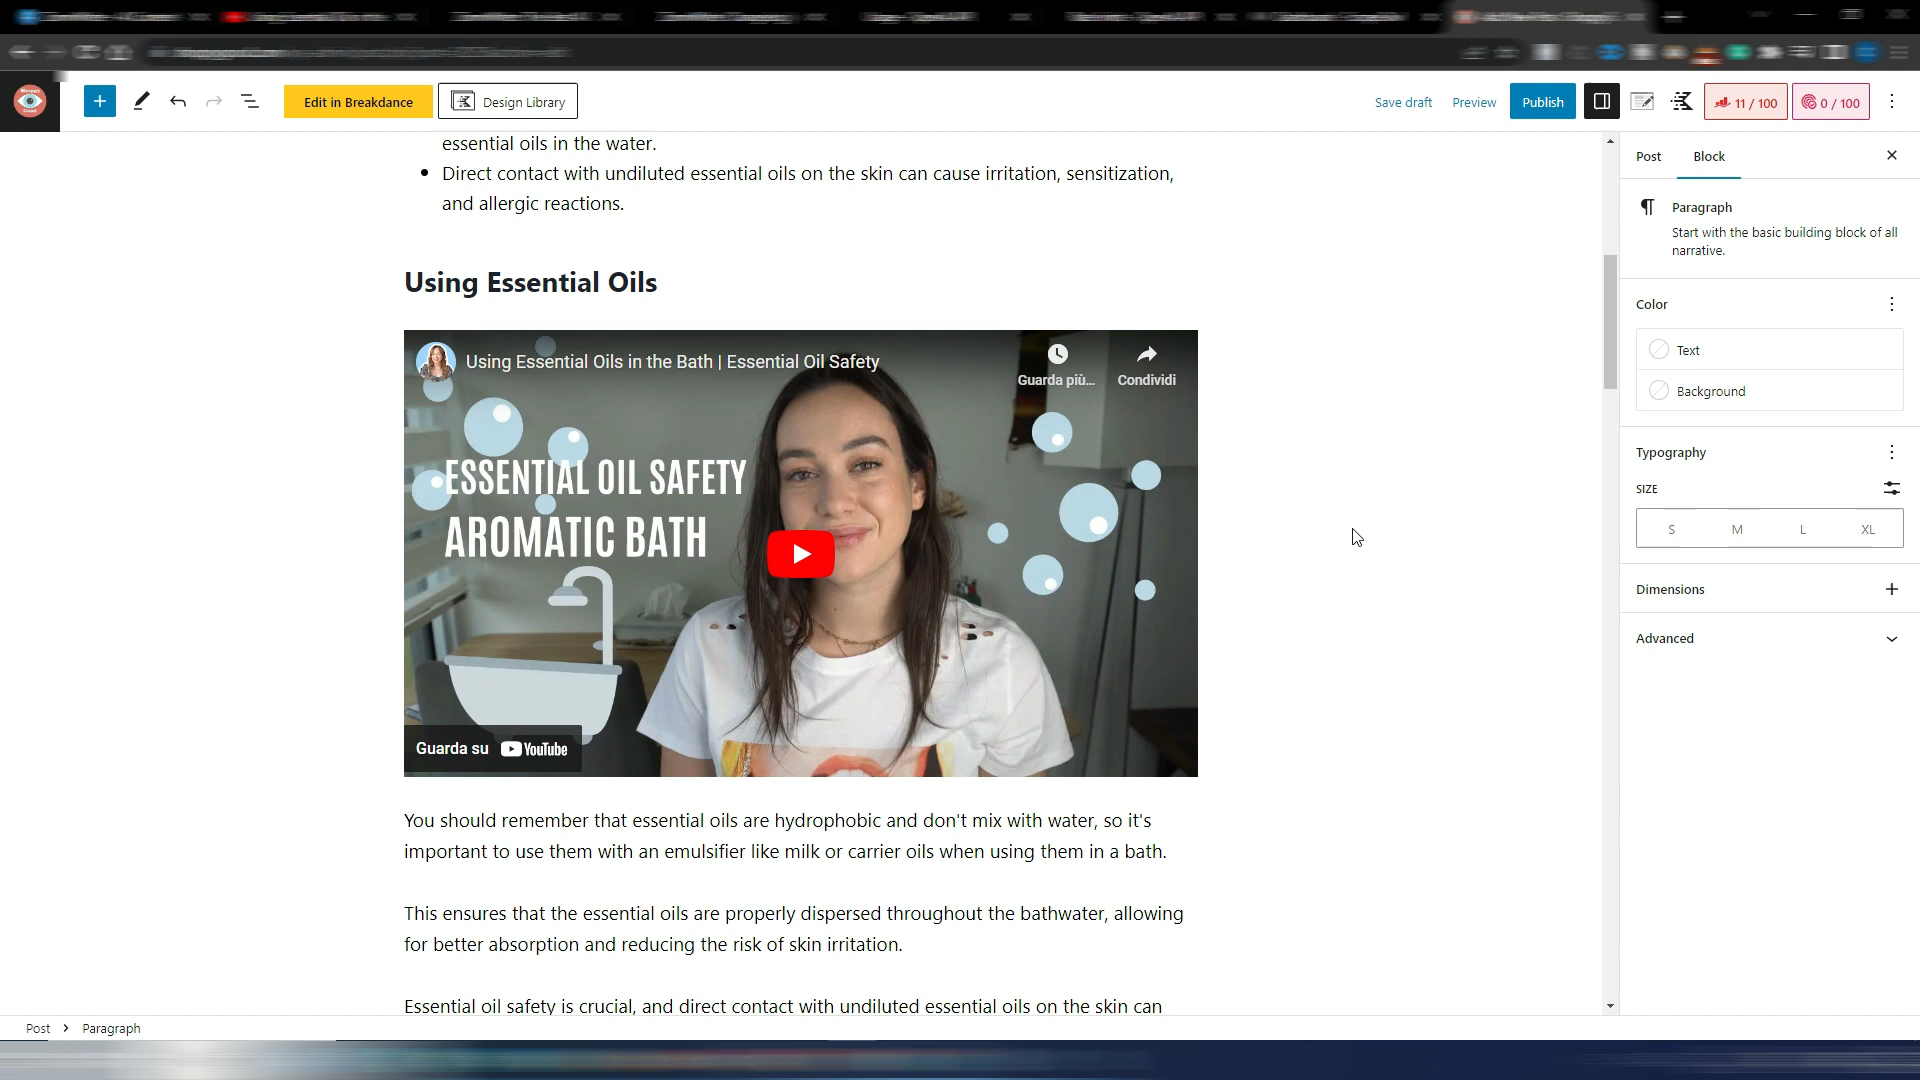 Edit in Breakdance
Design Library
Save draft
Preview
Publish
11 / 100
0 / 100
essential oils in the water.
Direct contact with undiluted essential oils on the skin can cause irritation, sensitization,
and allergic reactions.
Using Essential Oils
Using Essential Oils in the Bath | Essential Oil Safety
Guarda più...
Condividi
ESSENTIAL OIL SAFETY
AROMATIC BATH
Guarda su YouTube
You should remember that essential oils are hydrophobic and don't mix with water, so it's
important to use them with an emulsifier like milk or carrier oils when using them in a bath.
This ensures that the essential oils are properly dispersed throughout the bathwater, allowing
for better absorption and reducing the risk of skin irritation.
Essential oil safety is crucial, and direct contact with undiluted essential oils on the skin can
Post
Block
Paragraph
Start with the basic building block of all
narrative.
Color
Text
Background
Typography
SIZE
S M L XL
Dimensions
Advanced
Post
Paragraph